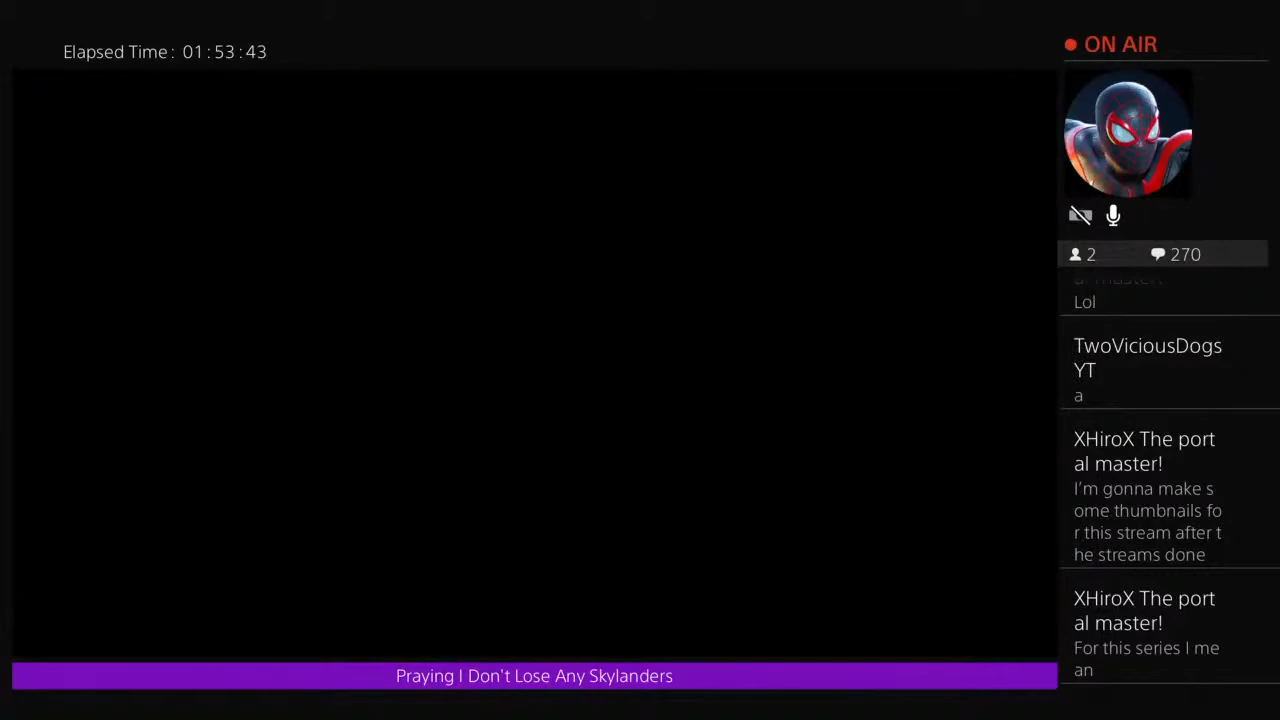 Elapsed Time: 01:53:43
ON AIR
2 270
al master!
Lol
TwoViciousDogs
YT
a
XHiroX The port
al master!
I'm gonna make s
ome thumbnails fo
r this stream after t
he streams done
XHiroX The port
al master!
For this series I me
an
Praying I Don't Lose Any Skylanders